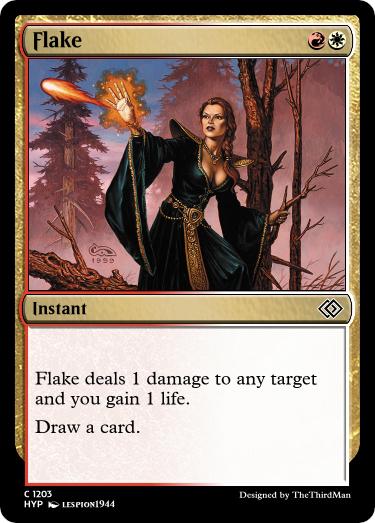 Flake
1999
Instant
Flake deals 1 damage to any target
and you gain 1 life.
Draw a card.
C 1203
HYP LESPION1944
Designed by TheThirdMan